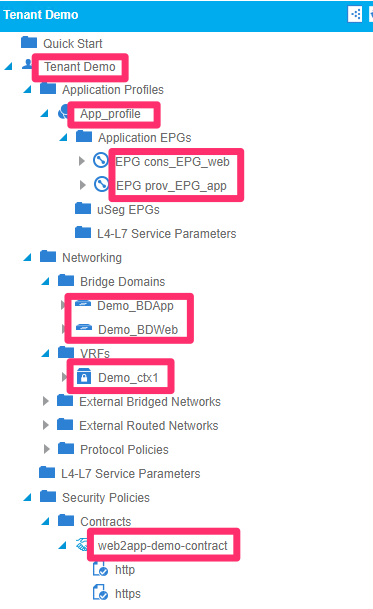 Tenant Demo
Quick Start
Tenant Demo
Application Profiles
App_profile
Application EPGs
EPG cons_EPG_web
EPG prov_EPG_app
uSeg EPGs
L4-L7 Service Parameters
Networking
Bridge Domains
Demo_BDApp
Demo_BDWeb
VRFs
Demo_ctx1
External Bridged Networks
External Routed Networks
Protocol Policies
L4-L7 Service Parameters
Security Policies
Contracts
web2app-demo-contract
http
https